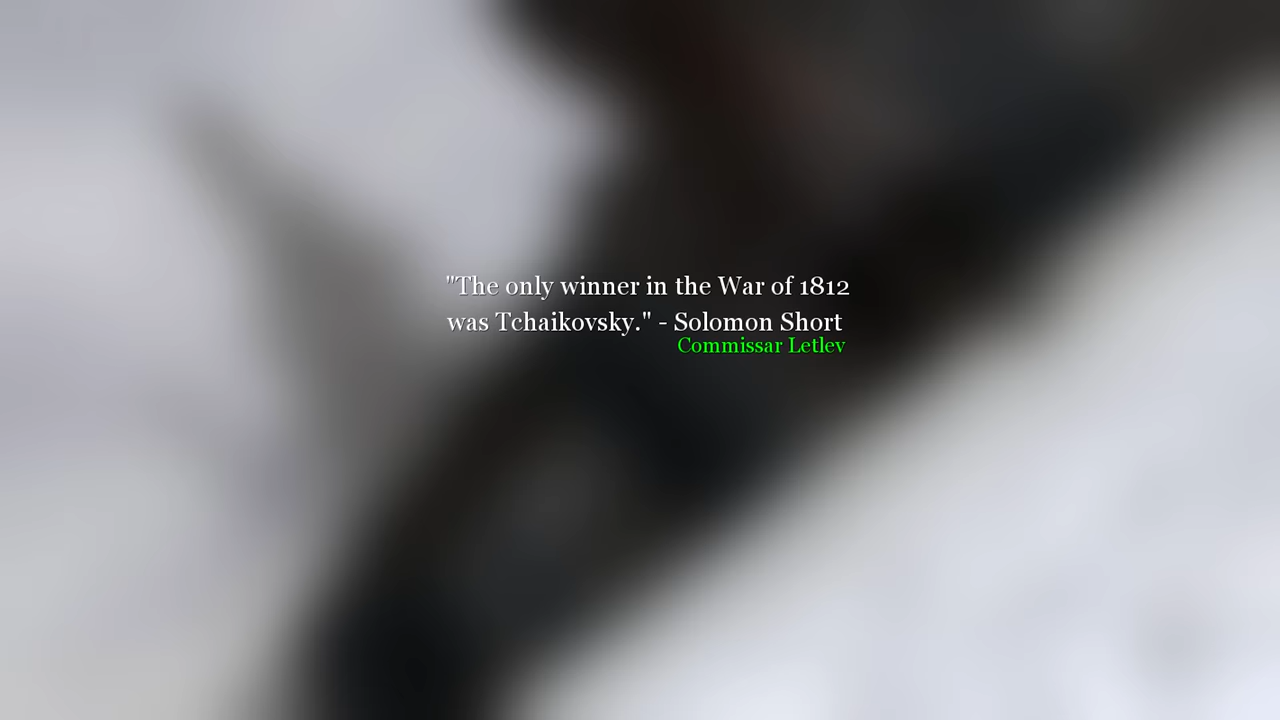 "The only winner in the War of 1812
was Tchaikovsky." - Solomon Short
Commissar Letlev